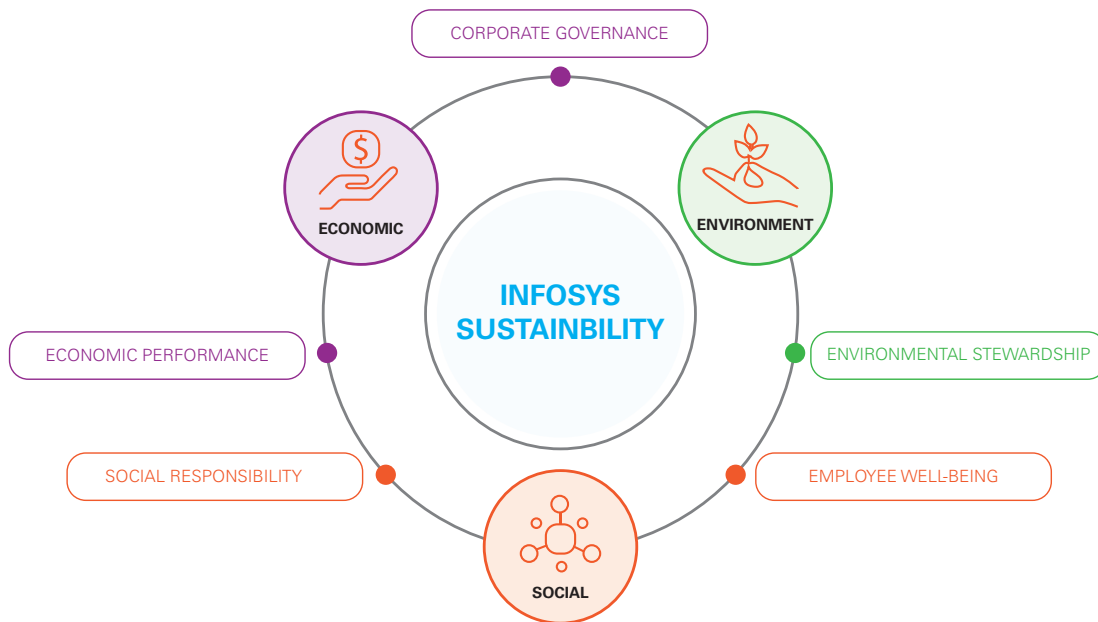 CORPORATE GOVERNANCE
$
ECONOMIC
ENVIRONMENT
INFOSYS
SUSTAINBILITY
ECONOMIC PERFORMANCE
ENVIRONMENTAL STEWARDSHIP
SOCIAL RESPONSIBILITY
EMPLOYEE WELL-BEING
SOCIAL